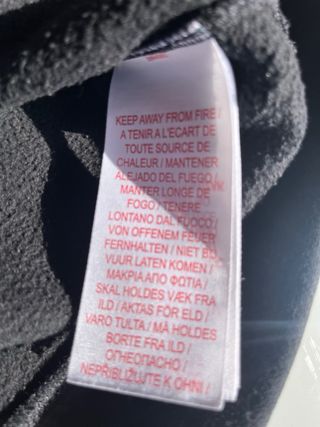 KEEP AWAY FROM FIRE /
A TENIR A L'ECART DE
TOUTE SOURCE DE
CHALEUR / MANTENER
ALEJADO DEL FUEGO /
MANTER LONGE DE
FOGO / TENERE
LONTANO DAL FUOCO /
VON OFFENEM FEUER
FERNHALTEN / NIET BIJ
VUUR LATEN KOMEN /
ΜΑΚΡΙΑ ΑΠΟ ΦΩΤΙΑ /
SKAL HOLDES VÆK FRA
ILD / AKTAS FÖR ELD /
VARO TULTA / MÅ HOLDES
BORTE FRA ILD /
ОГНЕОПАСНО /
NEPŘIBLIŽUJTE K OHNI /